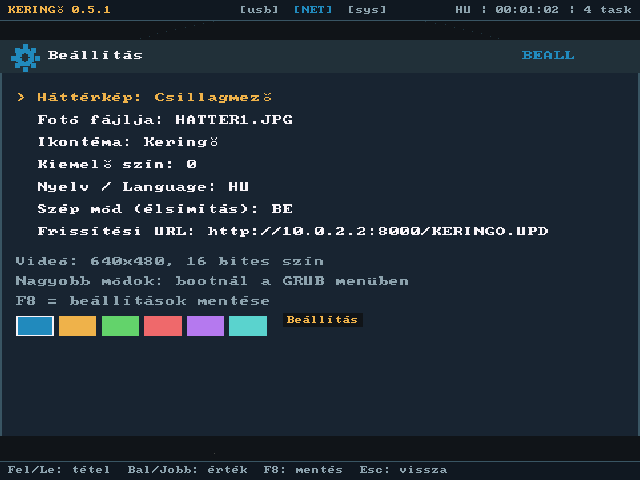 KERINGŐ 0.5.1 [usb] [NET] [sys] HU ¦ 00:01:02 ¦ 4 task
Beállítás BEALL
> Háttérkép: Csillagmező
Fotó fájlja: HATTER1.JPG
Ikontéma: Keringő
Kiemelő szín: 0
Nyelv / Language: HU
Szép mód (élsimítás): BE
Frissítési URL: http://10.0.2.2:8000/KERINGO.UPD
Videó: 640x480, 16 bites szín
Nagyobb módok: bootnál a GRUB menüben
F8 = beállítások mentése
Beállítás
Fel/Le: tétel Bal/Jobb: érték F8: mentés Esc: vissza